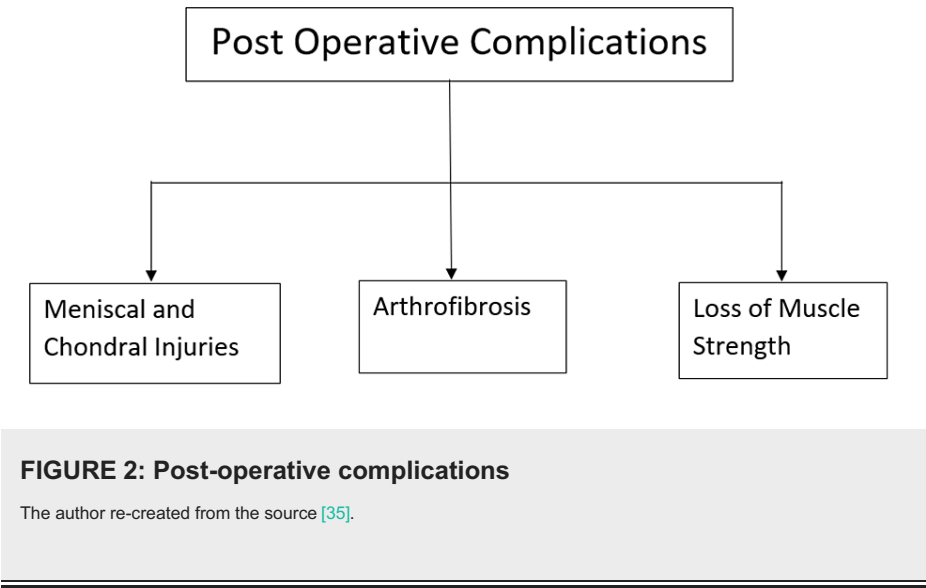 Post Operative Complications
Meniscal and
Chondral Injuries
Arthrofibrosis
Loss of Muscle
Strength
FIGURE 2: Post-operative complications
The author re-created from the source [35].